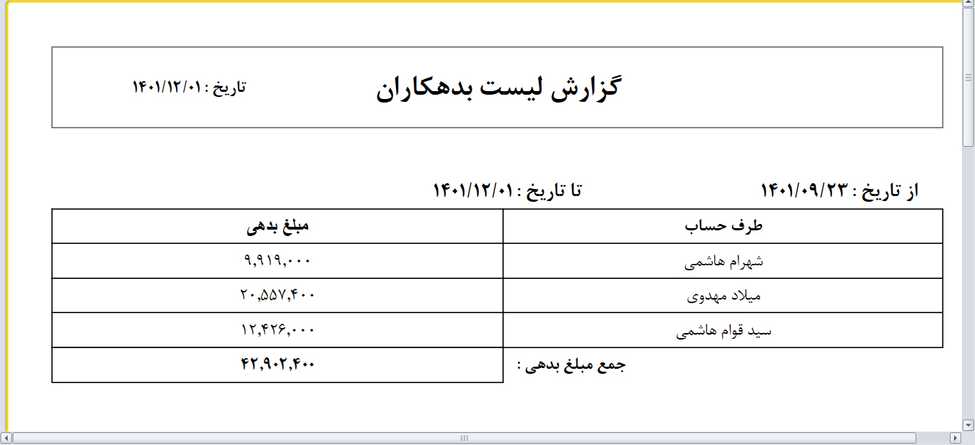 گزارش لیست بدهکاران
تاریخ : ۱۴۰۱/۱۲/۰۱
از تاریخ : ۱۴۰۱/۰۹/۲۳ تا تاریخ : ۱۴۰۱/۱۲/۰۱
طرف حساب مبلغ بدهی
شهرام هاشمی ۹,۹۱۹,۰۰۰
میلاد مهدوی ۲۰,۵۵۷,۴۰۰
سید قوام هاشمی ۱۲,۴۲۶,۰۰۰
جمع مبلغ بدهی : ۴۲,۹۰۲,۴۰۰